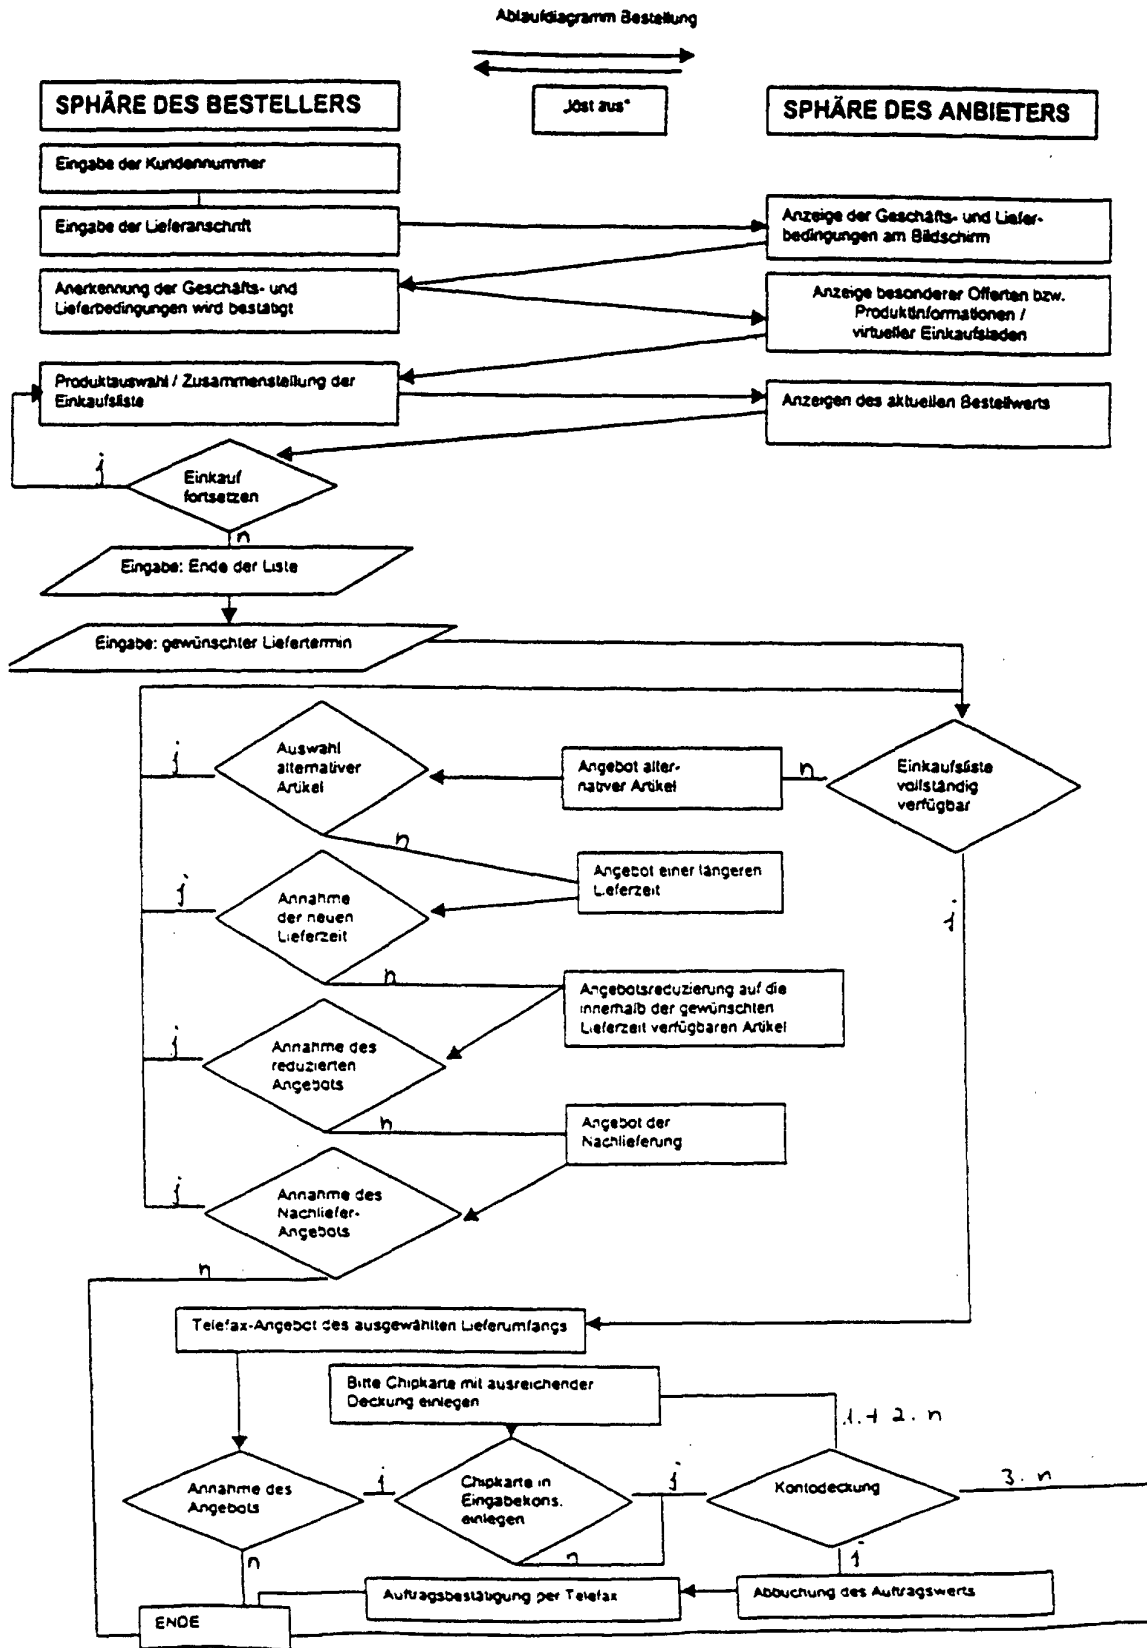 Ablaufdiagramm Bestellung
SPHÄRE DES BESTELLERS
„löst aus"
SPHÄRE DES ANBIETERS
Eingabe der Kundennummer
Eingabe der Lieferanschrift
Anzeige der Geschäfts- und Liefer-
bedingungen am Bildschirm
Anerkennung der Geschäfts- und
Lieferbedingungen wird bestätigt
Anzeige besonderer Offerten bzw.
Produktinformationen /
virtueller Einkaufsladen
Produktauswahl / Zusammenstellung der
Einkaufsliste
Anzeigen des aktuellen Bestellwerts
j
Einkauf
fortsetzen
n
Eingabe: Ende der Liste
Eingabe: gewünschter Liefertermin
j
Auswahl
alternativer
Artikel
Angebot alter-
nativer Artikel
n
Einkaufsliste
vollständig
verfügbar
n
j
Annahme
der neuen
Lieferzeit
Angebot einer längeren
Lieferzeit
j
n
Angebotsreduzierung auf die
innerhalb der gewünschten
Lieferzeit verfügbaren Artikel
j
Annahme des
reduzierten
Angebots
n
Angebot der
Nachlieferung
j
Annahme des
Nachliefer-
Angebots
n
Telefax-Angebot des ausgewählten Lieferumfangs
Bitte Chipkarte mit ausreichender
Deckung einlegen
1. + 2. n
Annahme des
Angebots
j
Chipkarte in
Eingabekons.
einlegen
j
Kontodeckung
3. n
n
n
j
Auftragsbestätigung per Telefax
Abbuchung des Auftragswerts
ENDE